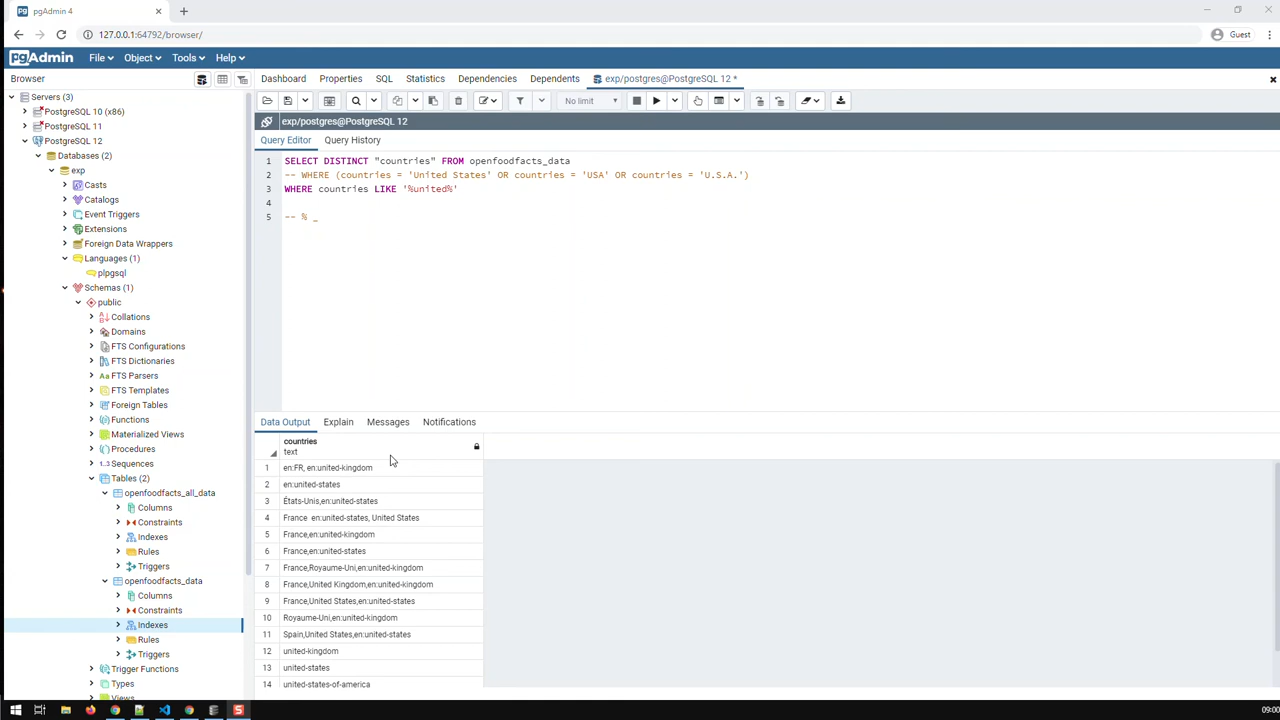 pgAdmin 4
127.0.0.1:64792/browser/
Guest
pgAdmin File Object Tools Help
Browser
Dashboard Properties SQL Statistics Dependencies Dependents exp/postgres@PostgreSQL 12 *
No limit
exp/postgres@PostgreSQL 12
Query Editor Query History
Servers (3)
PostgreSQL 10 (x86)
PostgreSQL 11
PostgreSQL 12
Databases (2)
exp
Casts
Catalogs
Event Triggers
Extensions
Foreign Data Wrappers
Languages (1)
plpgsql
Schemas (1)
public
Collations
Domains
FTS Configurations
FTS Dictionaries
Aa FTS Parsers
FTS Templates
Foreign Tables
Functions
Materialized Views
Procedures
1..3 Sequences
Tables (2)
openfoodfacts_all_data
Columns
Constraints
Indexes
Rules
Triggers
openfoodfacts_data
Columns
Constraints
Indexes
Rules
Triggers
Trigger Functions
Types
Views
1 SELECT DISTINCT "countries" FROM openfoodfacts_data
2 -- WHERE (countries = 'United States' OR countries = 'USA' OR countries = 'U.S.A.')
3 WHERE countries LIKE '%united%'
4
5 -- % _
Data Output Explain Messages Notifications
countries
text
1 en:FR, en:united-kingdom
2 en:united-states
3 États-Unis,en:united-states
4 France en:united-states, United States
5 France,en:united-kingdom
6 France,en:united-states
7 France,Royaume-Uni,en:united-kingdom
8 France,United Kingdom,en:united-kingdom
9 France,United States,en:united-states
10 Royaume-Uni,en:united-kingdom
11 Spain,United States,en:united-states
12 united-kingdom
13 united-states
14 united-states-of-america
09:00